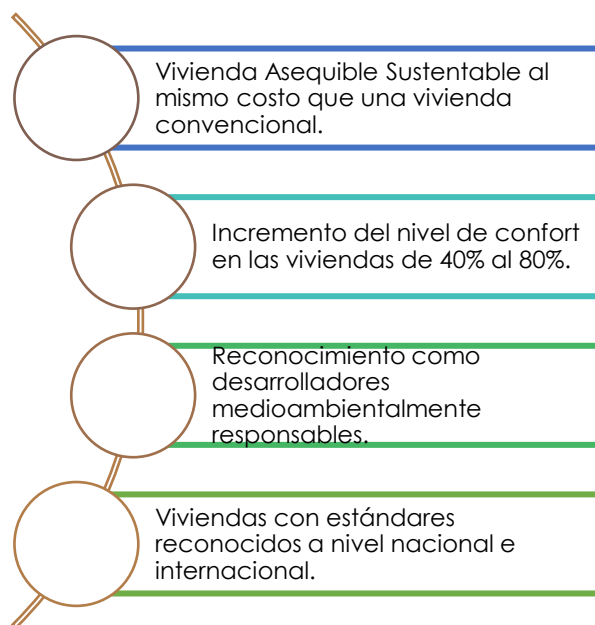 Vivienda Asequible Sustentable al
mismo costo que una vivienda
convencional.
Incremento del nivel de confort
en las viviendas de 40% al 80%.
Reconocimiento como
desarrolladores
medioambientalmente
responsables.
Viviendas con estándares
reconocidos a nivel nacional e
internacional.